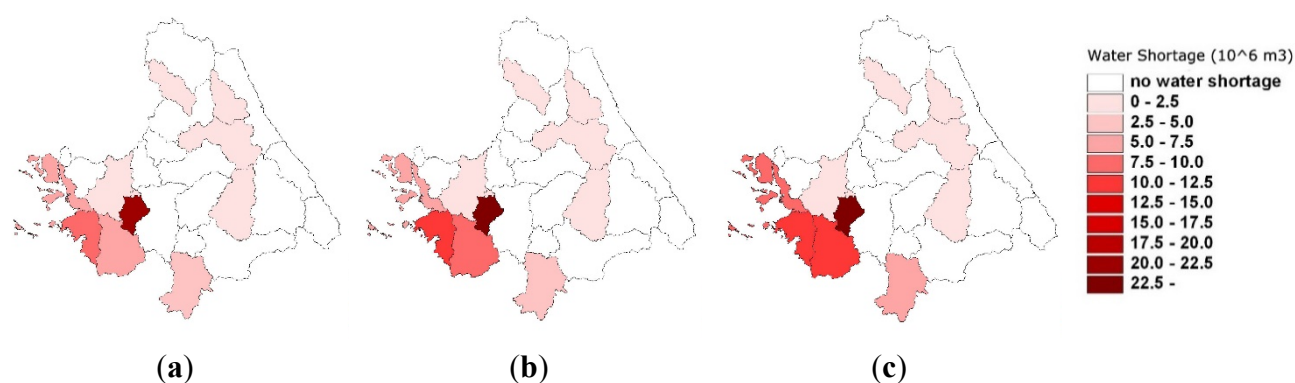 Water Shortage (10^6 m3)
no water shortage
0 - 2.5
2.5 - 5.0
5.0 - 7.5
7.5 - 10.0
10.0 - 12.5
12.5 - 15.0
15.0 - 17.5
17.5 - 20.0
20.0 - 22.5
22.5 -
(a) (b) (c)